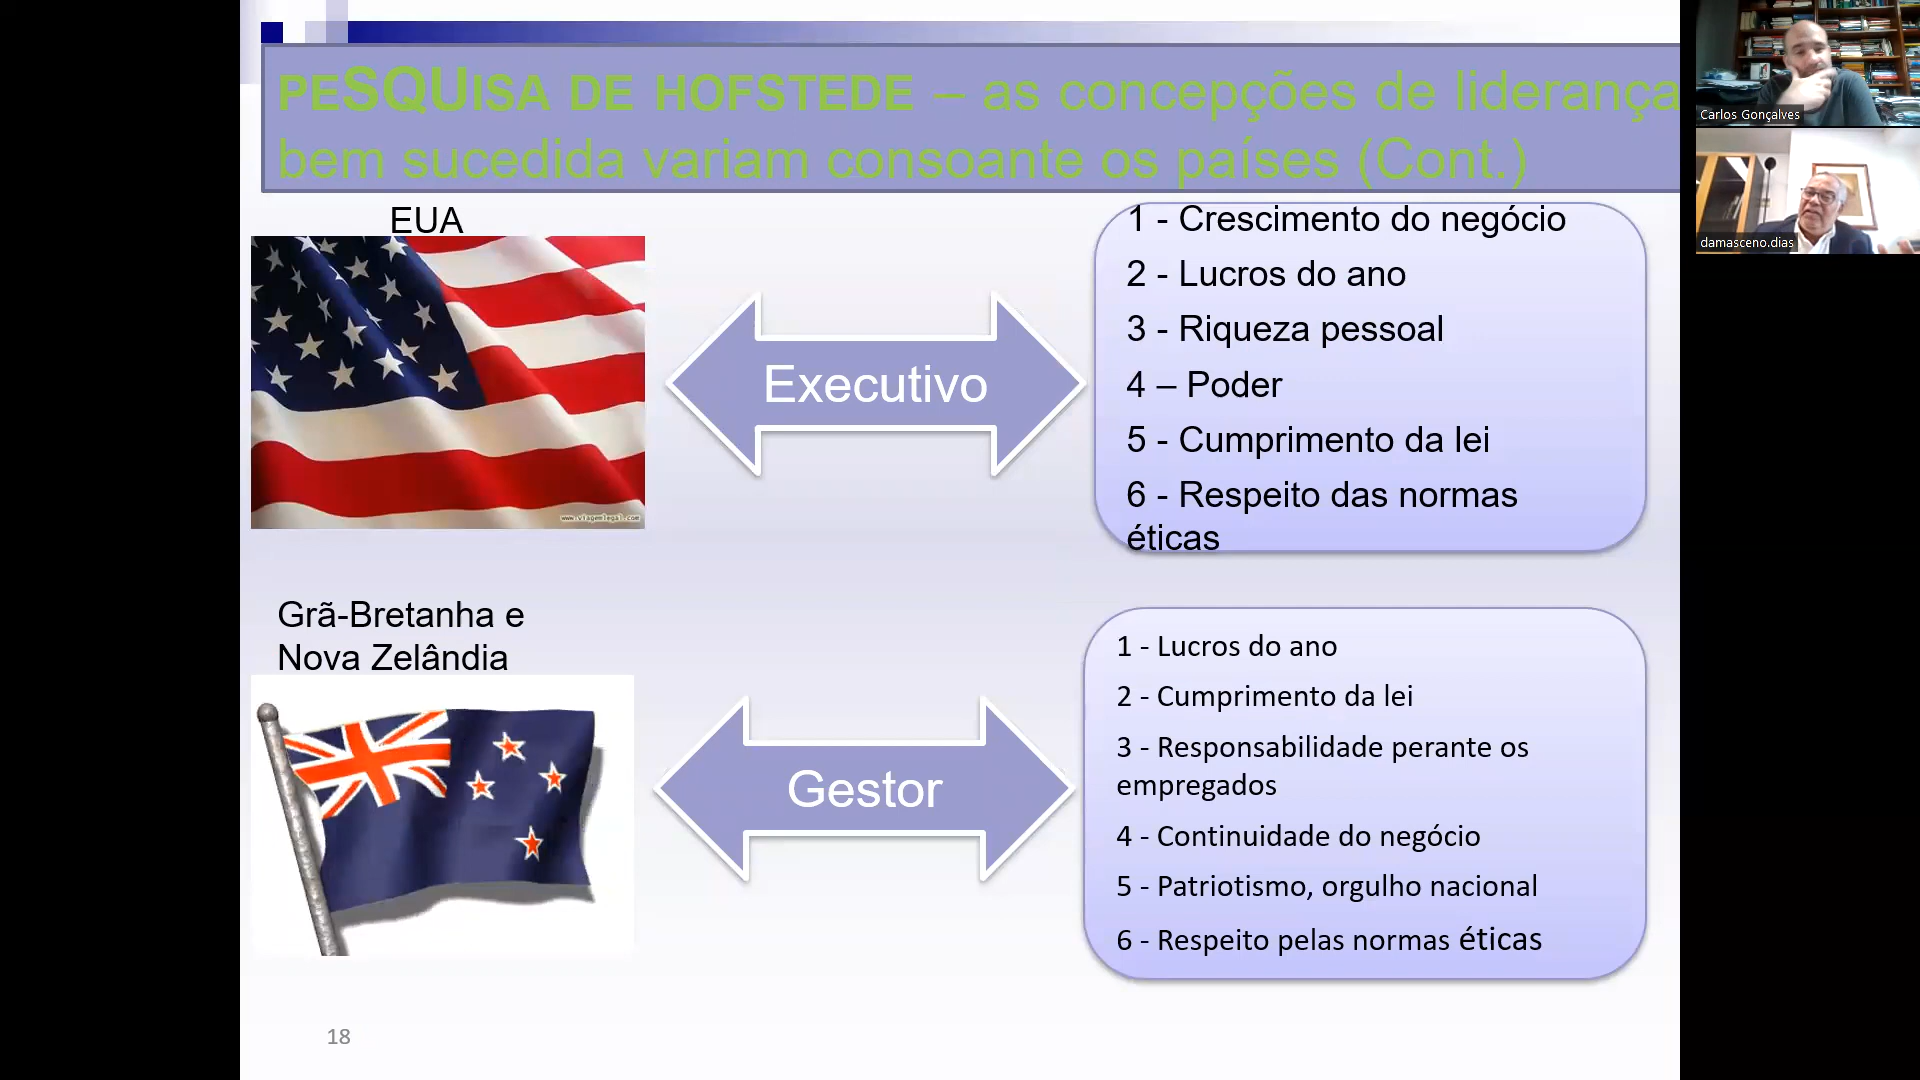 PESQUISA DE HOFSTEDE – as concepções de liderança
bem sucedida variam consoante os países (Cont.)
EUA
www.viagemlegal.com
Executivo
1 - Crescimento do negócio
2 - Lucros do ano
3 - Riqueza pessoal
4 – Poder
5 - Cumprimento da lei
6 - Respeito das normas
éticas
Grã-Bretanha e
Nova Zelândia
Gestor
1 - Lucros do ano
2 - Cumprimento da lei
3 - Responsabilidade perante os
empregados
4 - Continuidade do negócio
5 - Patriotismo, orgulho nacional
6 - Respeito pelas normas éticas
18
Carlos Gonçalves
damasceno.dias